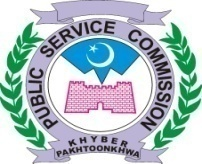 PUBLIC SERVICE COMMISSION
KHYBER
PAKHTOONKHWA